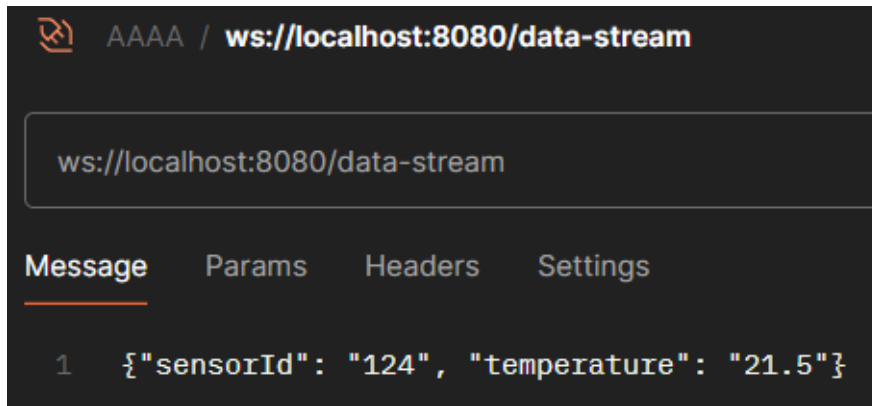 AAAA / ws://localhost:8080/data-stream
ws://localhost:8080/data-stream
Message Params Headers Settings
1 {"sensorId": "124", "temperature": "21.5"}